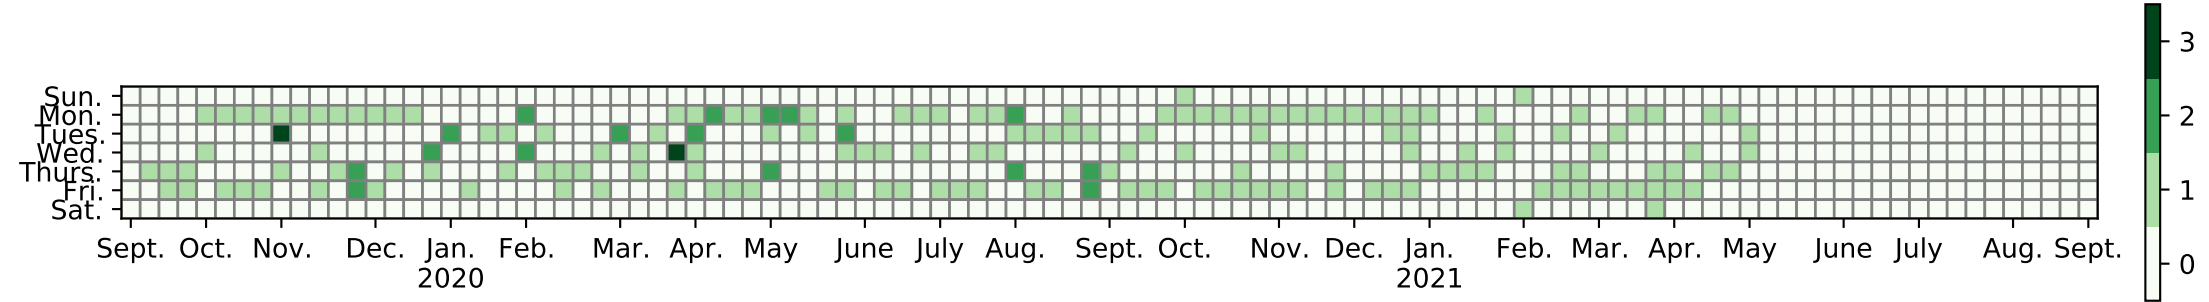 3
2
1
0
Sun.
Mon.
Tues.
Wed.
Thurs.
Fri.
Sat.
Sept. Oct. Nov. Dec. Jan. Feb. Mar. Apr. May June July Aug. Sept. Oct. Nov. Dec. Jan. Feb. Mar. Apr. May June July Aug. Sept.
2020 2021